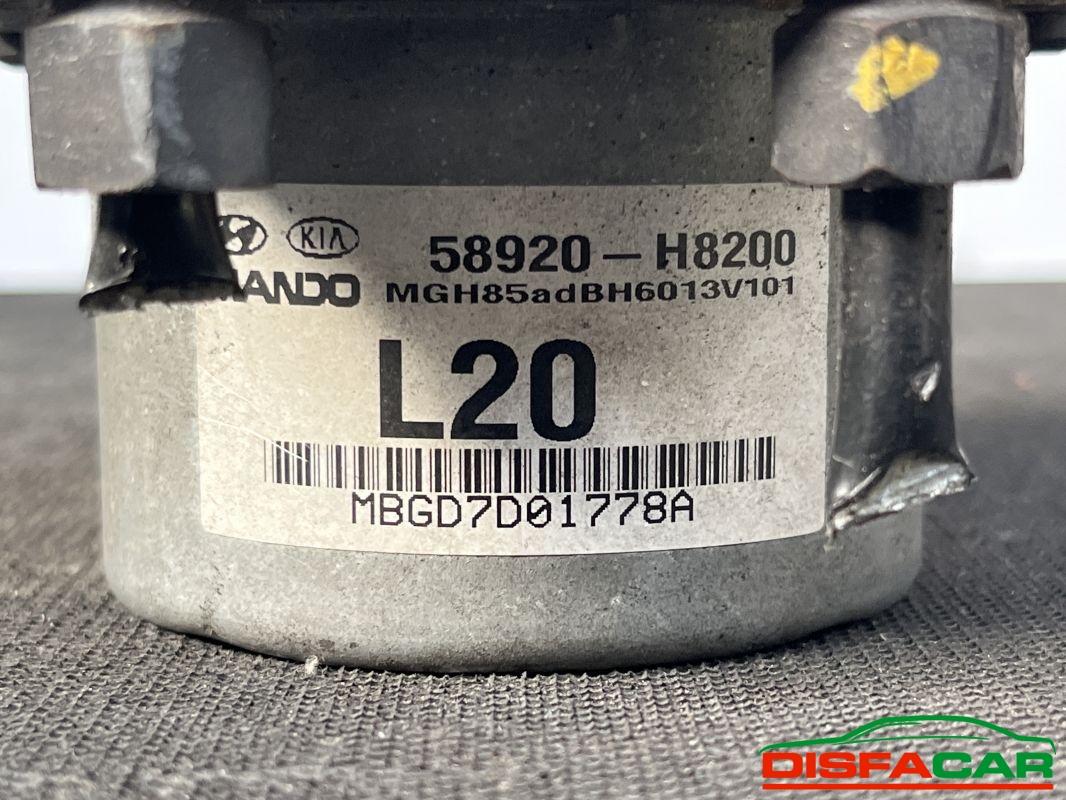 KIA
58920 – H8200
MANDO
MGH85adBH6013V101
L20
MBGD7D01778A
DISFACAR